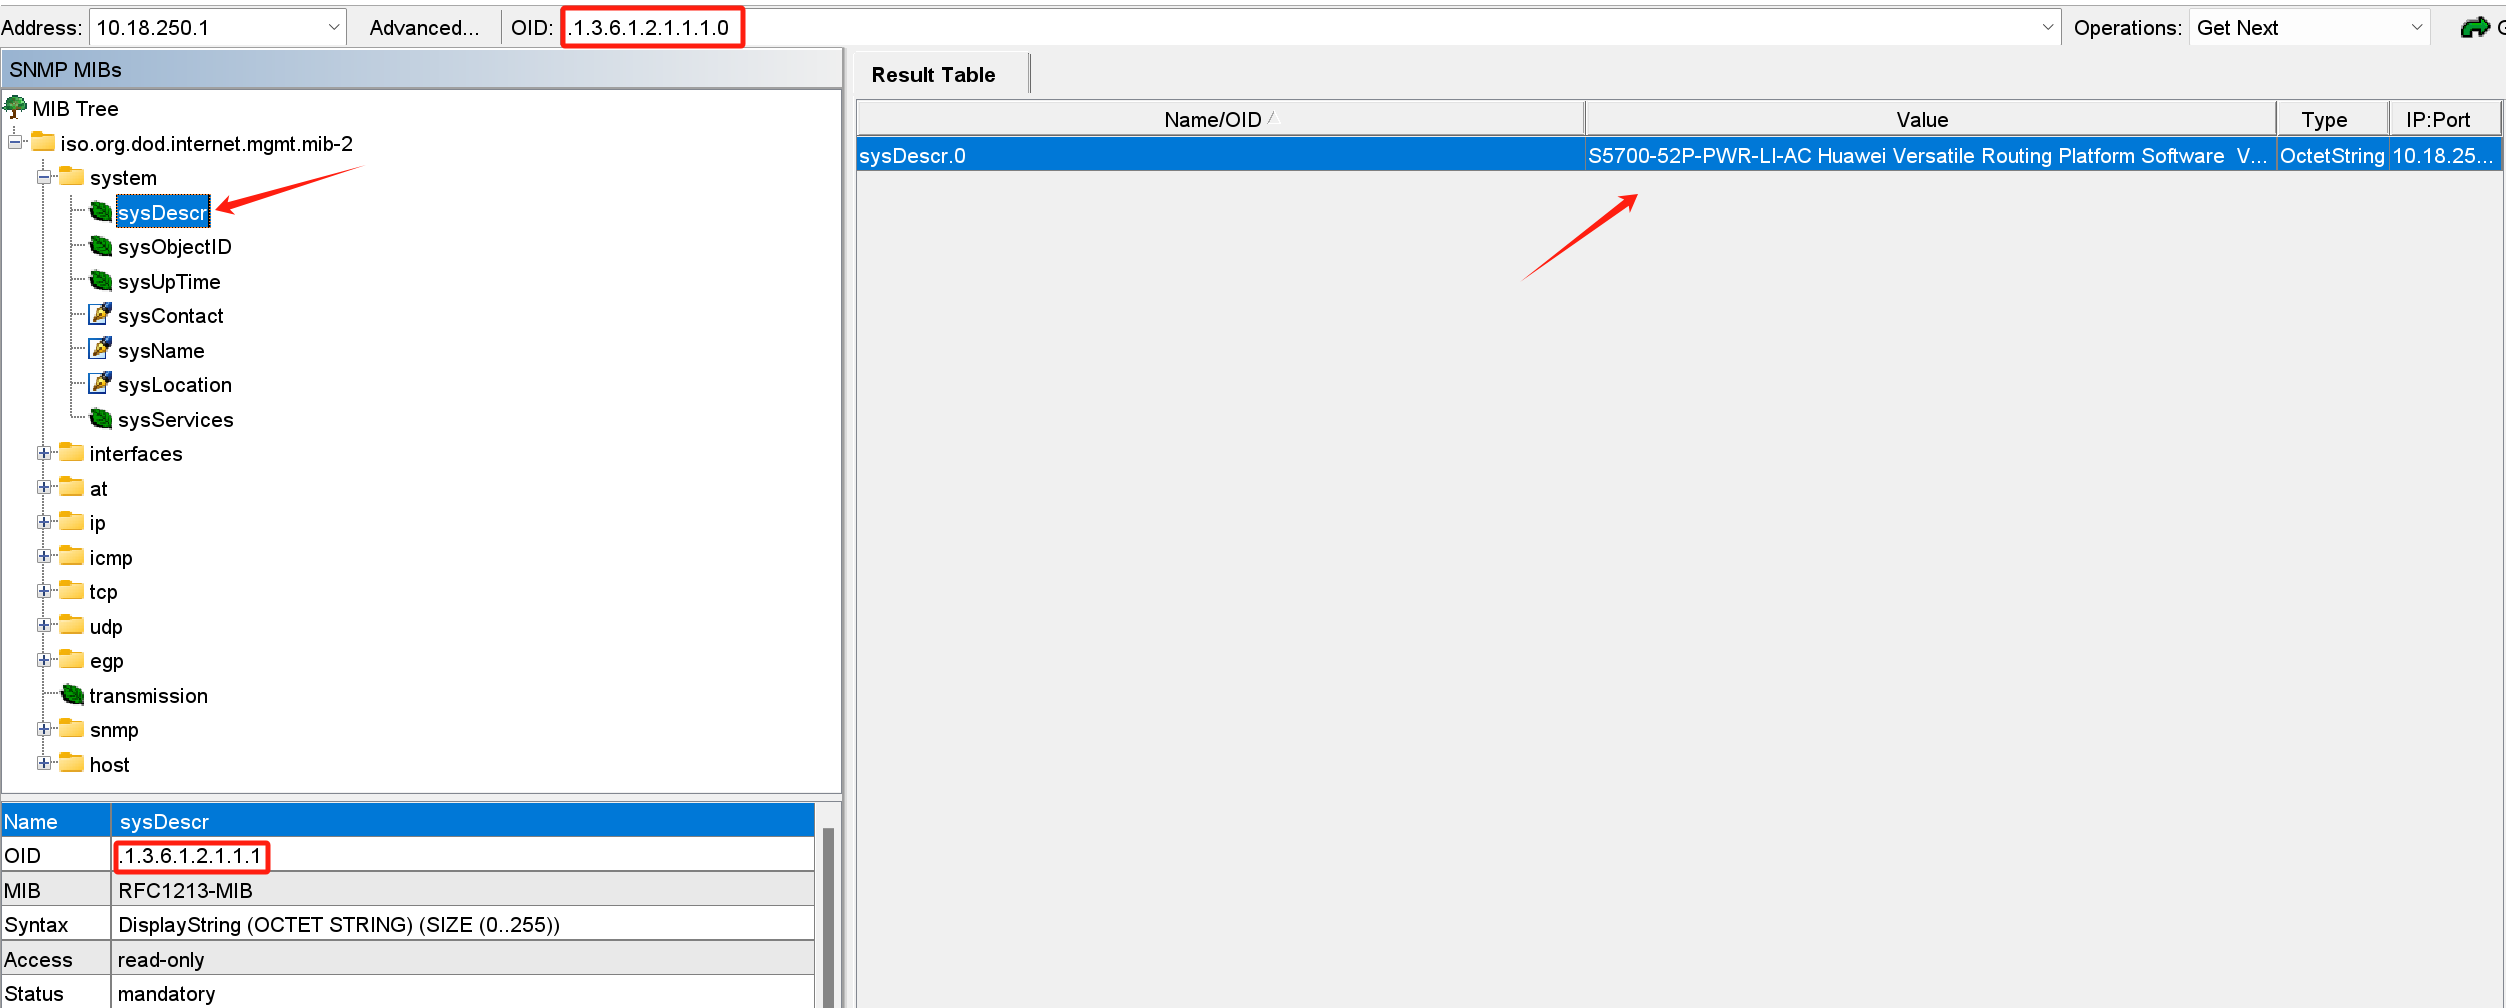 Address: 10.18.250.1 Advanced... OID: .1.3.6.1.2.1.1.1.0 Operations: Get Next
SNMP MIBs
MIB Tree
iso.org.dod.internet.mgmt.mib-2
system
sysDescr
sysObjectID
sysUpTime
sysContact
sysName
sysLocation
sysServices
interfaces
at
ip
icmp
tcp
udp
egp
transmission
snmp
host
Name sysDescr
OID .1.3.6.1.2.1.1.1
MIB RFC1213-MIB
Syntax DisplayString (OCTET STRING) (SIZE (0..255))
Access read-only
Status mandatory
Result Table
Name/OID Value Type IP:Port
sysDescr.0 S5700-52P-PWR-LI-AC Huawei Versatile Routing Platform Software V... OctetString 10.18.25...